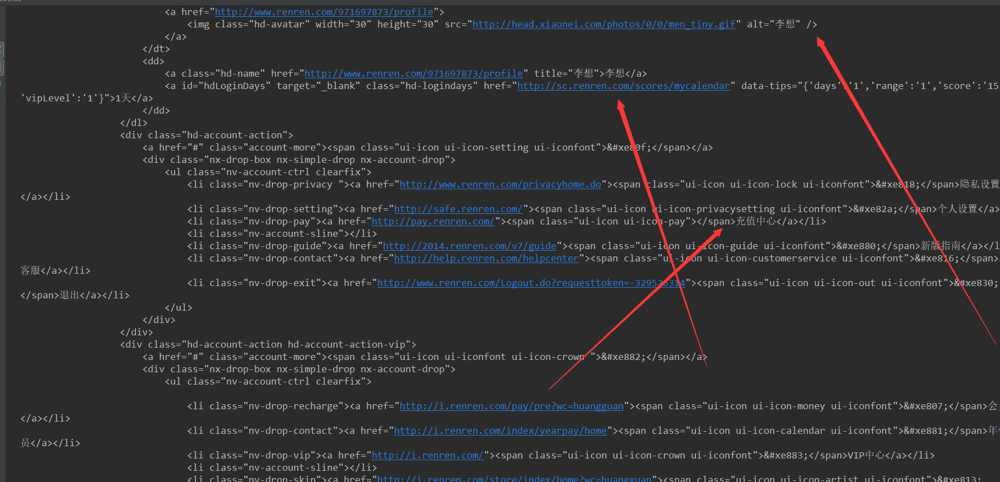 <a href="http://www.renren.com/971697873/profile">
<img class="hd-avatar" width="30" height="30" src="http://head.xiaonei.com/photos/0/0/men_tiny.gif" alt="李想" />
</a>
</dt>
<dd>
<a class="hd-name" href="http://www.renren.com/971697873/profile" title="李想">李想</a>
<a id="hdLoginDays" target="_blank" class="hd-logindays" href="http://sc.renren.com/scores/mycalendar" data-tips="{'days':'1','range':'1','score':'15
'vipLevel':'1'}">1天</a>
</dd>
</dl>
<div class="hd-account-action">
<a href="#" class="account-more"><span class="ui-icon ui-icon-setting ui-iconfont">&#xe80f;</span></a>
<div class="nx-drop-box nx-simple-drop nx-account-drop">
<ul class="nv-account-ctrl clearfix">
<li class="nv-drop-privacy "><a href="http://www.renren.com/privacyhome.do"><span class="ui-icon ui-icon-lock ui-iconfont">&#xe818;</span>隐私设置
</a></li>
<li class="nv-drop-setting"><a href="http://safe.renren.com/"><span class="ui-icon ui-icon-privacysetting ui-iconfont">&#xe82a;</span>个人设置</a>
<li class="nv-drop-pay"><a href="http://pay.renren.com/"><span class="ui-icon ui-icon-pay"></span>充值中心</a></li>
<li class="nv-account-sline"></li>
<li class="nv-drop-guide"><a href="http://2014.renren.com/v7/guide"><span class="ui-icon ui-icon-guide ui-iconfont">&#xe880;</span>新版指南</a></l
<li class="nv-drop-contact"><a href="http://help.renren.com/helpcenter"><span class="ui-icon ui-icon-customerservice ui-iconfont">&#xe816;</span>
客服</a></li>
<li class="nv-drop-exit"><a href="http://www.renren.com/Logout.do?requesttoken=-329526314"><span class="ui-icon ui-icon-out ui-iconfont">&#xe830;
</span>退出</a></li>
</ul>
</div>
</div>
<div class="hd-account-action hd-account-action-vip">
<a href="#" class="account-more"><span class="ui-icon ui-iconfont ui-icon-crown ">&#xe882;</span></a>
<div class="nx-drop-box nx-simple-drop nx-account-drop">
<ul class="nv-account-ctrl clearfix">
<li class="nv-drop-recharge"><a href="http://i.renren.com/pay/pre?wc=huangguan"><span class="ui-icon ui-icon-money ui-iconfont">&#xe807;</span>会
</a></li>
<li class="nv-drop-contact"><a href="http://i.renren.com/index/yearpay/home"><span class="ui-icon ui-icon-calendar ui-iconfont">&#xe881;</span>年
员</a></li>
<li class="nv-drop-vip"><a href="http://i.renren.com/"><span class="ui-icon ui-icon-crown ui-iconfont">&#xe883;</span>VIP中心</a></li>
<li class="nv-account-sline"></li>
<li class="nv-drop-skin"><a href="http://i.renren.com/store/index/home?wc=huangguan"><span class="ui-icon ui-icon-artist ui-iconfont">&#xe813;